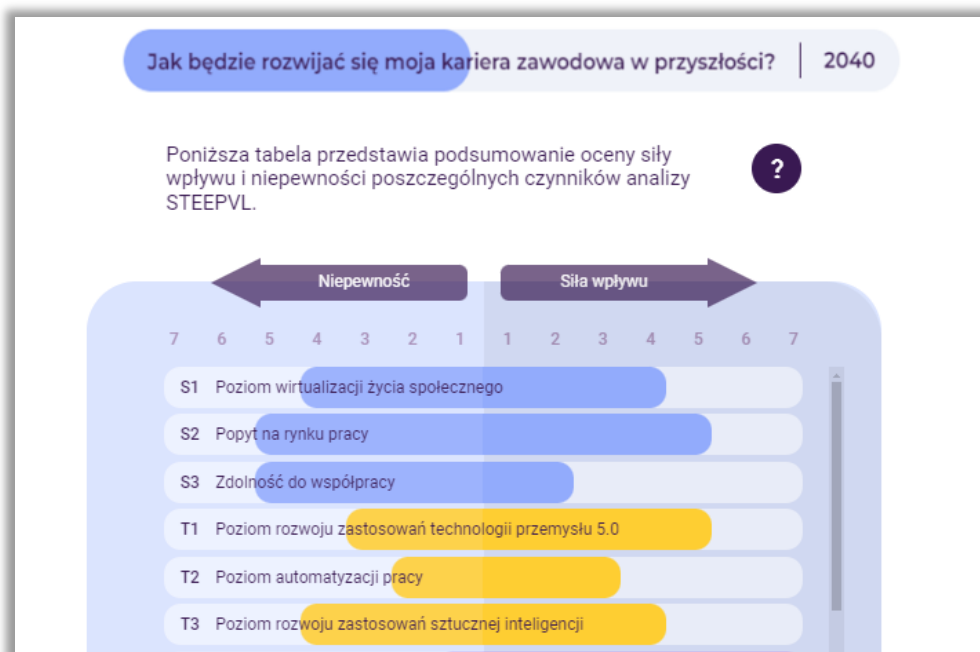 Jak będzie rozwijać się moja kariera zawodowa w przyszłości? | 2040
Poniższa tabela przedstawia podsumowanie oceny siły
wpływu i niepewności poszczególnych czynników analizy
STEEPVL.
?
Niepewność Siła wpływu
7 6 5 4 3 2 1 1 2 3 4 5 6 7
S1 Poziom wirtualizacji życia społecznego
S2 Popyt na rynku pracy
S3 Zdolność do współpracy
T1 Poziom rozwoju zastosowań technologii przemysłu 5.0
T2 Poziom automatyzacji pracy
T3 Poziom rozwoju zastosowań sztucznej inteligencji